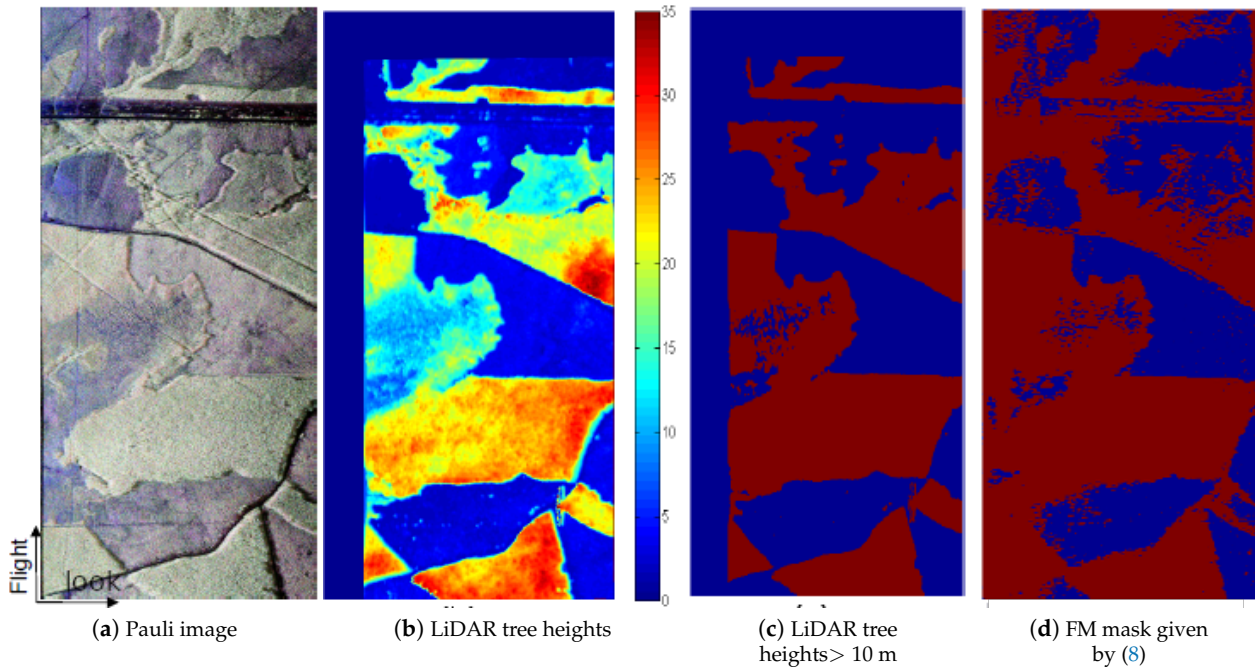 35
30
25
20
15
10
5
0
Flight
look
(a) Pauli image
(b) LiDAR tree heights
(c) LiDAR tree
heights> 10 m
(d) FM mask given
by (8)